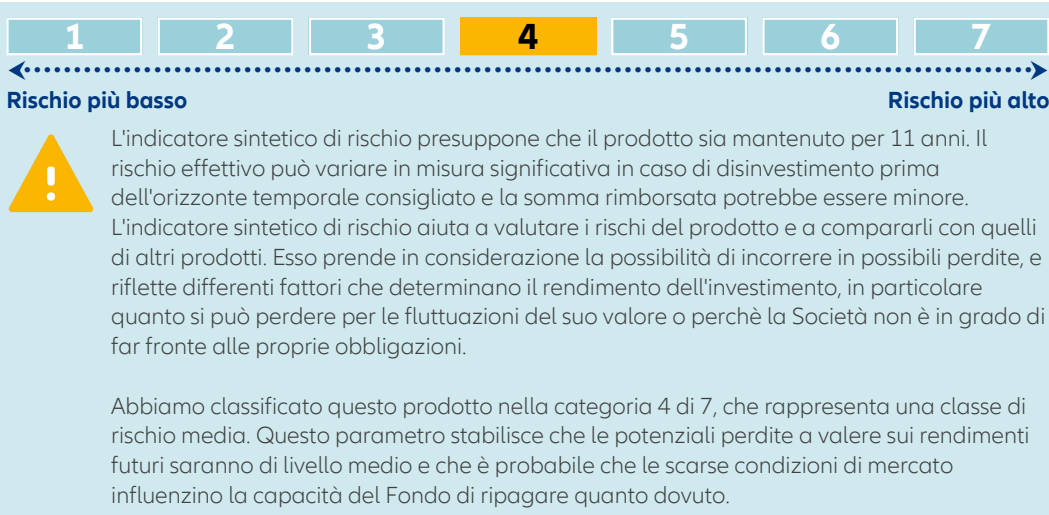 1 2 3 4 5 6 7
Rischio più basso Rischio più alto
L'indicatore sintetico di rischio presuppone che il prodotto sia mantenuto per 11 anni. Il
rischio effettivo può variare in misura significativa in caso di disinvestimento prima
dell'orizzonte temporale consigliato e la somma rimborsata potrebbe essere minore.
L'indicatore sintetico di rischio aiuta a valutare i rischi del prodotto e a compararli con quelli
di altri prodotti. Esso prende in considerazione la possibilità di incorrere in possibili perdite, e
riflette differenti fattori che determinano il rendimento dell'investimento, in particolare
quanto si può perdere per le fluttuazioni del suo valore o perchè la Società non è in grado di
far fronte alle proprie obbligazioni.
Abbiamo classificato questo prodotto nella categoria 4 di 7, che rappresenta una classe di
rischio media. Questo parametro stabilisce che le potenziali perdite a valere sui rendimenti
futuri saranno di livello medio e che è probabile che le scarse condizioni di mercato
influenzino la capacità del Fondo di ripagare quanto dovuto.